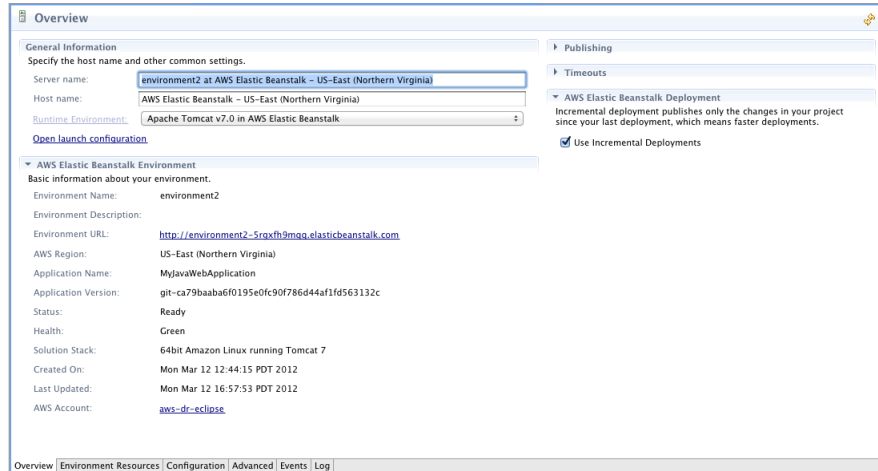 Overview
General Information
Specify the host name and other common settings.
Server name: environment2 at AWS Elastic Beanstalk - US-East (Northern Virginia)
Host name: AWS Elastic Beanstalk - US-East (Northern Virginia)
Runtime Environment: Apache Tomcat v7.0 in AWS Elastic Beanstalk
Open launch configuration
AWS Elastic Beanstalk Environment
Basic information about your environment.
Environment Name: environment2
Environment Description:
Environment URL: http://environment2-5rgxfh9mgq.elasticbeanstalk.com
AWS Region: US-East (Northern Virginia)
Application Name: MyJavaWebApplication
Application Version: git-ca79baaba6f0195e0fc90f786d44af1fd563132c
Status: Ready
Health: Green
Solution Stack: 64bit Amazon Linux running Tomcat 7
Created On: Mon Mar 12 12:44:15 PDT 2012
Last Updated: Mon Mar 12 16:57:53 PDT 2012
AWS Account: aws-dr-eclipse
Publishing
Timeouts
AWS Elastic Beanstalk Deployment
Incremental deployment publishes only the changes in your project
since your last deployment, which means faster deployments.
Use Incremental Deployments
Overview Environment Resources Configuration Advanced Events Log